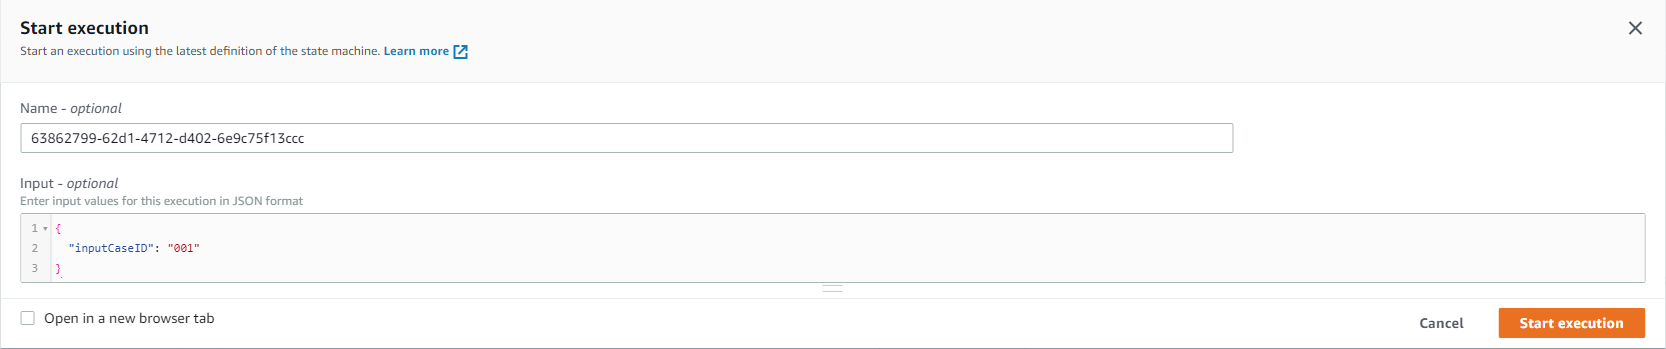 Start execution
Start an execution using the latest definition of the state machine. Learn more
Name - optional
63862799-62d1-4712-d402-6e9c75f13ccc
Input - optional
Enter input values for this execution in JSON format
1 {
2 "inputCaseID": "001"
3 }
Open in a new browser tab
Cancel
Start execution